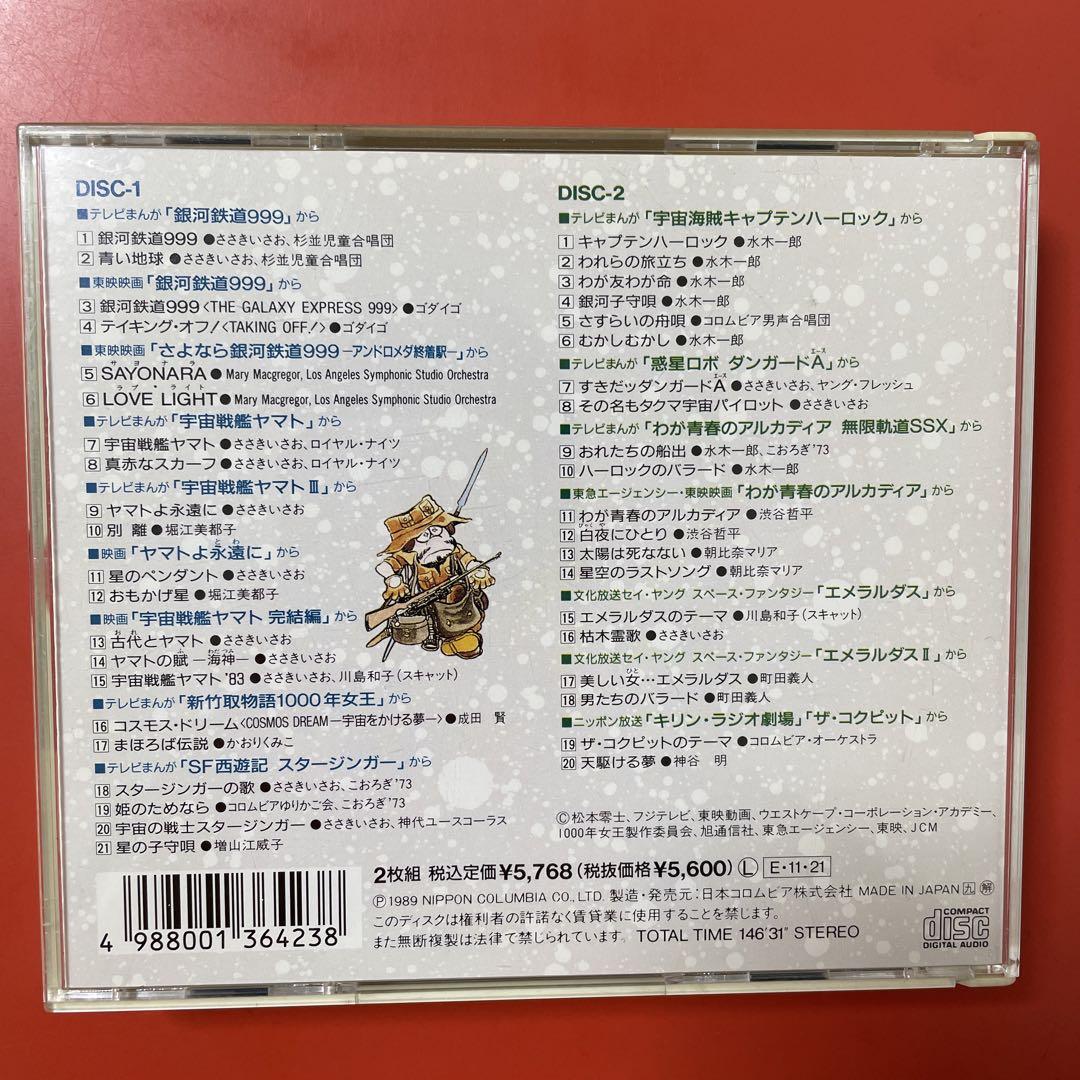 DISC-1
■テレビまんが「銀河鉄道999」から
1 銀河鉄道999 ●ささきいさお、杉並児童合唱団
2 青い地球 ●ささきいさお、杉並児童合唱団
■東映映画「銀河鉄道999」から
3 銀河鉄道999〈THE GALAXY EXPRESS 999〉●ゴダイゴ
4 テイキング・オフ!〈TAKING OFF!〉●ゴダイゴ
■東映映画「さよなら銀河鉄道999 —アンドロメダ終着駅—」から
サヨナラ
5 SAYONARA ● Mary Macgregor, Los Angeles Symphonic Studio Orchestra
ラブ・ライト
6 LOVE LIGHT ● Mary Macgregor, Los Angeles Symphonic Studio Orchestra
■テレビまんが「宇宙戦艦ヤマト」から
7 宇宙戦艦ヤマト ●ささきいさお、ロイヤル・ナイツ
8 真赤なスカーフ ●ささきいさお、ロイヤル・ナイツ
■テレビまんが「宇宙戦艦ヤマトⅢ」から
9 ヤマトよ永遠に ●ささきいさお
10 別 離 ●堀江美都子
とわ
■映画「ヤマトよ永遠に」から
11 星のペンダント ●ささきいさお
12 おもかげ星 ●堀江美都子
■映画「宇宙戦艦ヤマト 完結編」から
おれ
13 古代とヤマト ●ささきいさお
ふ わだつみ
14 ヤマトの賦 —海神— ●ささきいさお
15 宇宙戦艦ヤマト'83 ●ささきいさお、川島和子(スキャット)
■テレビまんが「新竹取物語1000年女王」から
16 コスモス・ドリーム〈COSMOS DREAM —宇宙をかける夢—〉●成田 賢
17 まほろば伝説 ●かおりくみこ
■テレビまんが「SF西遊記 スタージンガー」から
18 スタージンガーの歌 ●ささきいさお、こおろぎ'73
19 姫のためなら ●コロムビアゆりかご会、こおろぎ'73
20 宇宙の戦士スタージンガー ●ささきいさお、神代ユースコーラス
21 星の子守唄 ●増山江威子
DISC-2
■テレビまんが「宇宙海賊キャプテンハーロック」から
1 キャプテンハーロック ●水木一郎
2 われらの旅立ち ●水木一郎
3 わが友わが命 ●水木一郎
4 銀河子守唄 ●水木一郎
5 さすらいの舟唄 ●コロムビア男声合唱団
6 むかしむかし ●水木一郎
エース
■テレビまんが「惑星ロボ ダンガードA」から
エース
7 すきだッダンガードA ●ささきいさお、ヤング・フレッシュ
8 その名もタクマ宇宙パイロット ●ささきいさお
■テレビまんが「わが青春のアルカディア 無限軌道SSX」から
9 おれたちの船出 ●水木一郎、こおろぎ'73
10 ハーロックのバラード ●水木一郎
■東急エージェンシー・東映映画「わが青春のアルカディア」から
11 わが青春のアルカディア ●渋谷哲平
びゃくや
12 白夜にひとり ●渋谷哲平
13 太陽は死なない ●朝比奈マリア
14 星空のラストソング ●朝比奈マリア
■文化放送セイ・ヤング スペース・ファンタジー「エメラルダス」から
15 エメラルダスのテーマ ●川島和子(スキャット)
16 枯木霊歌 ●ささきいさお
■文化放送セイ・ヤング スペース・ファンタジー「エメラルダスⅡ」から
ひと
17 美しい女…エメラルダス ●町田義人
18 男たちのバラード ●町田義人
■ニッポン放送「キリン・ラジオ劇場」「ザ・コクピット」から
19 ザ・コクピットのテーマ ●コロムビア・オーケストラ
20 天駆ける夢 ●神谷 明
©松本零士、フジテレビ、東映動画、ウエストケープ・コーポレーション・アカデミー、
1000年女王製作委員会、旭通信社、東急エージェンシー、東映、JCM
2枚組 税込定価¥5,768(税抜価格¥5,600) Ⓛ E・11・21
Ⓟ1989 NIPPON COLUMBIA CO., LTD. 製造・発売元:日本コロムビア株式会社 MADE IN JAPAN 九 解
このディスクは権利者の許諾なく賃貸業に使用することを禁じます。
また無断複製は法律で禁じられています。 TOTAL TIME 146'31" STEREO
4 988001 364238
COMPACT
disc
DIGITAL AUDIO